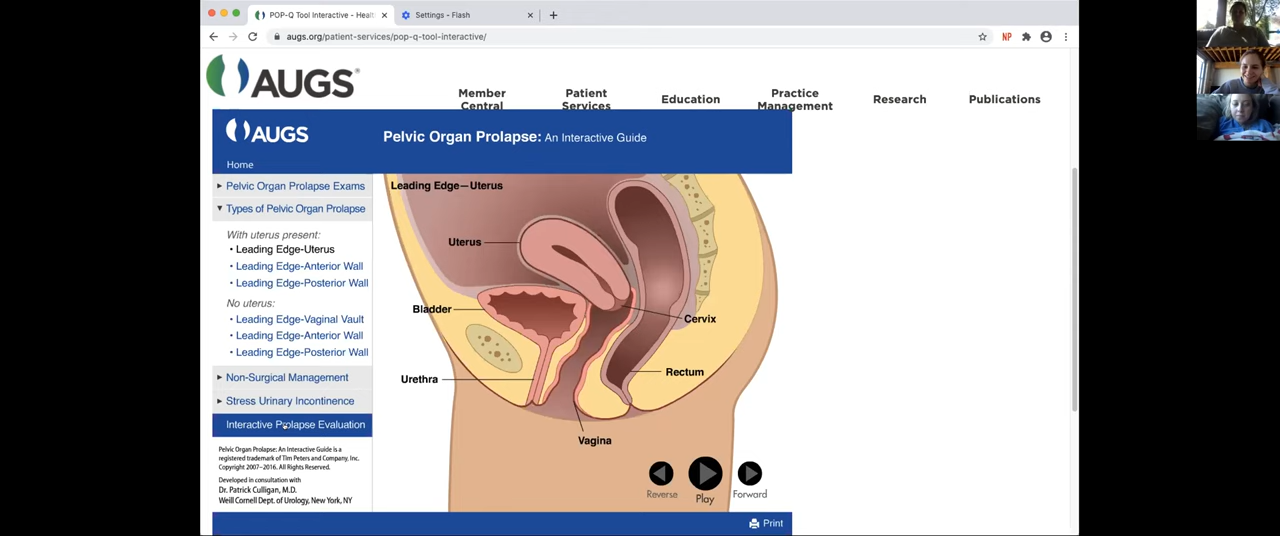 POP-Q Tool Interactive - Healt
Settings - Flash
augs.org/patient-services/pop-q-tool-interactive/
NP
AUGS®
Member Central
Patient Services
Education
Practice Management
Research
Publications
AUGS
Pelvic Organ Prolapse: An Interactive Guide
Home
Pelvic Organ Prolapse Exams
Types of Pelvic Organ Prolapse
With uterus present:
• Leading Edge-Uterus
• Leading Edge-Anterior Wall
• Leading Edge-Posterior Wall
No uterus:
• Leading Edge-Vaginal Vault
• Leading Edge-Anterior Wall
• Leading Edge-Posterior Wall
Non-Surgical Management
Stress Urinary Incontinence
Interactive Prolapse Evaluation
Pelvic Organ Prolapse: An Interactive Guide is a
registered trademark of Tim Peters and Company, Inc.
Copyright 2007–2016. All Rights Reserved.
Developed in consultation with
Dr. Patrick Culligan, M.D.
Weill Cornell Dept. of Urology, New York, NY
Leading Edge—Uterus
Uterus
Bladder
Cervix
Urethra
Rectum
Vagina
Reverse
Play
Forward
Print